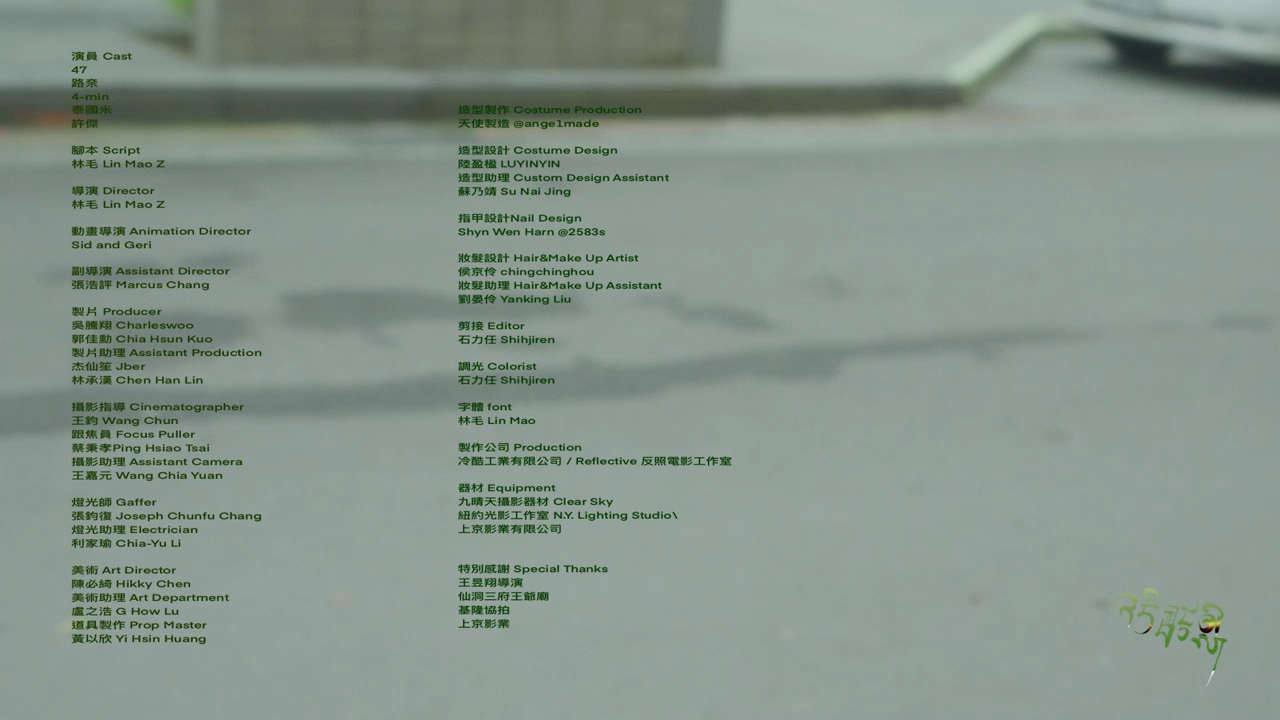 演員 Cast
47
路奈
4-min
泰國米
許傑
腳本 Script
林毛 Lin Mao Z
導演 Director
林毛 Lin Mao Z
動畫導演 Animation Director
Sid and Geri
副導演 Assistant Director
張浩評 Marcus Chang
製片 Producer
吳騰翔 Charleswoo
郭佳勳 Chia Hsun Kuo
製片助理 Assistant Production
杰仙笙 Jber
林承漢 Chen Han Lin
攝影指導 Cinematographer
王鈞 Wang Chun
跟焦員 Focus Puller
蔡秉孝Ping Hsiao Tsai
攝影助理 Assistant Camera
王嘉元 Wang Chia Yuan
燈光師 Gaffer
張鈞復 Joseph Chunfu Chang
燈光助理 Electrician
利家瑜 Chia-Yu Li
美術 Art Director
陳必綺 Hikky Chen
美術助理 Art Department
盧之浩 G How Lu
道具製作 Prop Master
黃以欣 Yi Hsin Huang
造型製作 Costume Production
天使製造 @ange1made
造型設計 Costume Design
陸盈楹 LUYINYIN
造型助理 Custom Design Assistant
蘇乃靖 Su Nai Jing
指甲設計Nail Design
Shyn Wen Harn @2583s
妝髮設計 Hair&Make Up Artist
侯京伶 chingchinghou
妝髮助理 Hair&Make Up Assistant
劉晏伶 Yanking Liu
剪接 Editor
石力任 Shihjiren
調光 Colorist
石力任 Shihjiren
字體 font
林毛 Lin Mao
製作公司 Production
冷酷工業有限公司 / Reflective 反照電影工作室
器材 Equipment
九晴天攝影器材 Clear Sky
紐約光影工作室 N.Y. Lighting Studio\
上京影業有限公司
特別感謝 Special Thanks
王昱翔導演
仙洞三府王爺廟
基隆協拍
上京影業